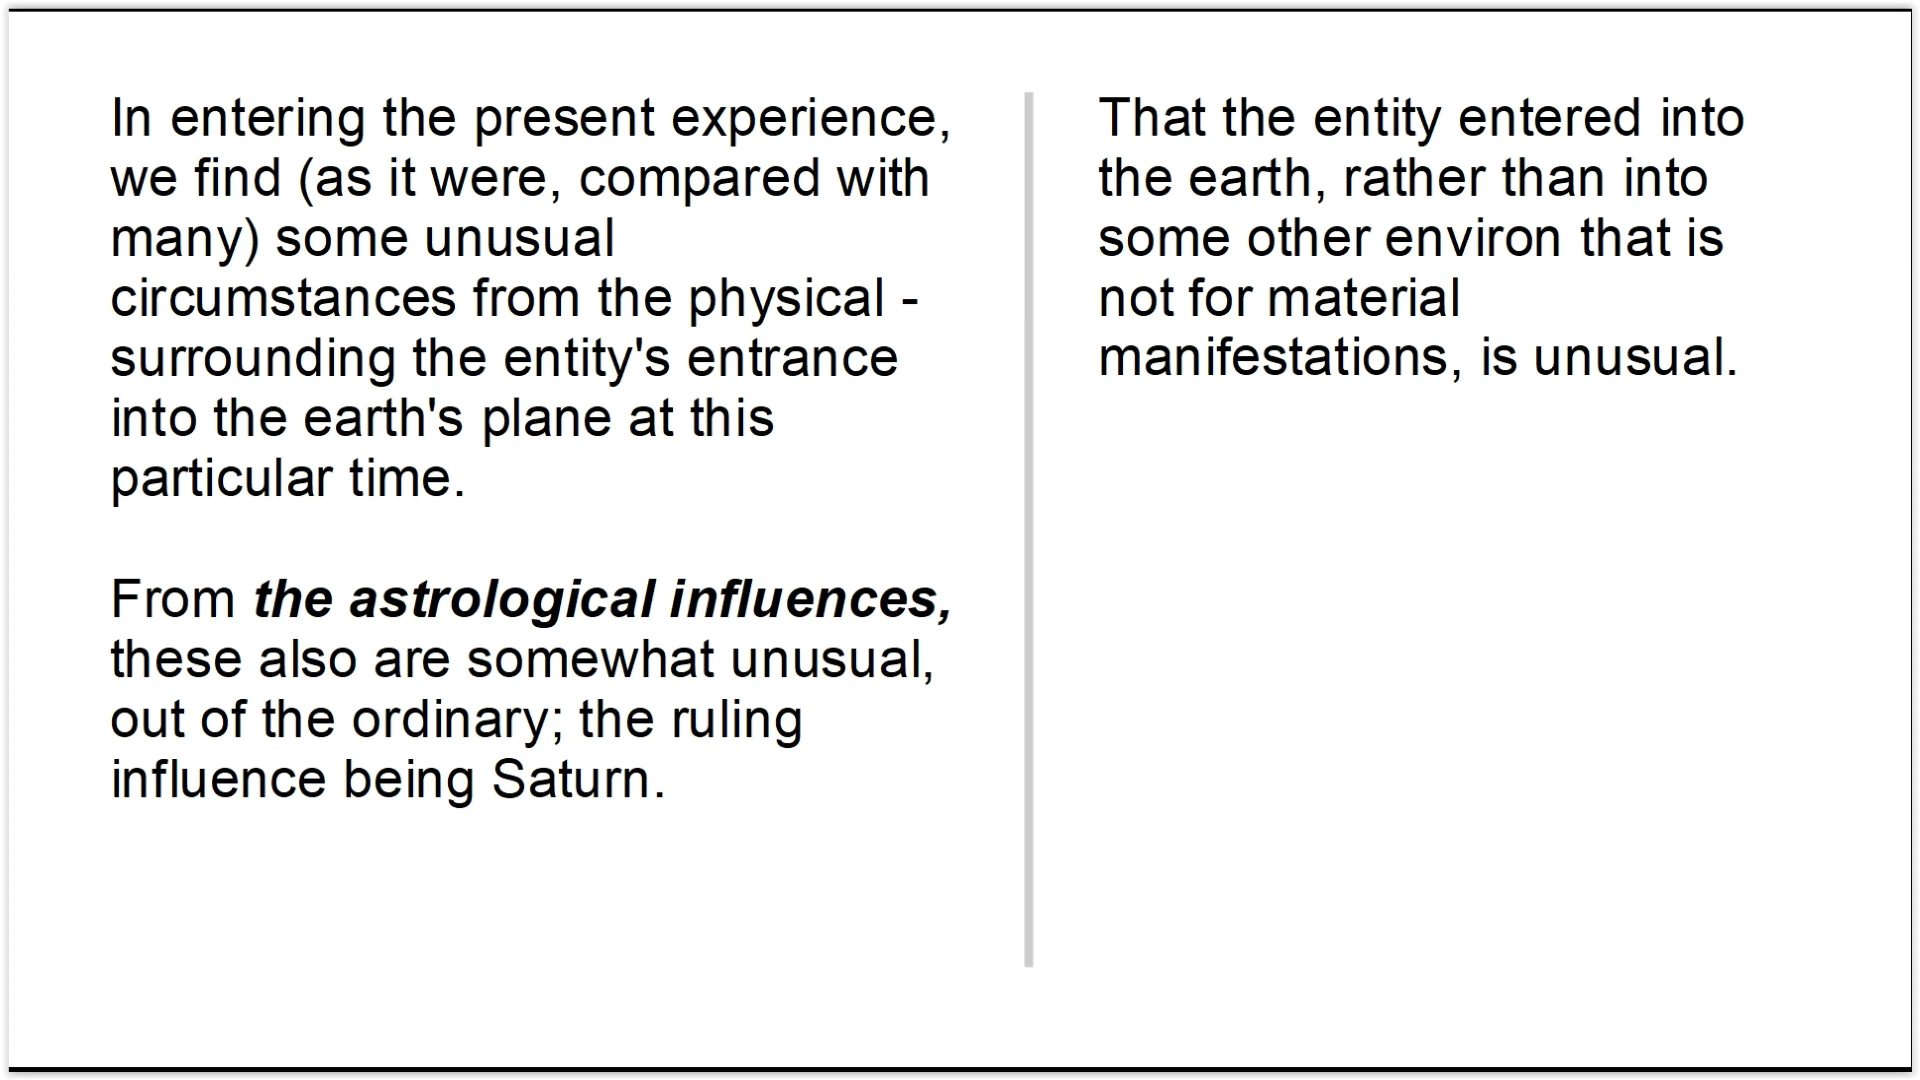 In entering the present experience,
we find (as it were, compared with
many) some unusual
circumstances from the physical -
surrounding the entity's entrance
into the earth's plane at this
particular time.
From the astrological influences,
these also are somewhat unusual,
out of the ordinary; the ruling
influence being Saturn.
That the entity entered into
the earth, rather than into
some other environ that is
not for material
manifestations, is unusual.